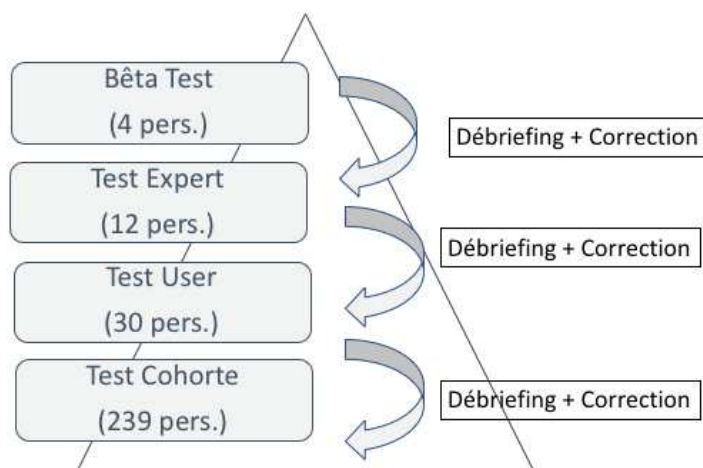 Bêta Test
(4 pers.)
Débriefing + Correction
Test Expert
(12 pers.)
Débriefing + Correction
Test User
(30 pers.)
Test Cohorte
(239 pers.)
Débriefing + Correction